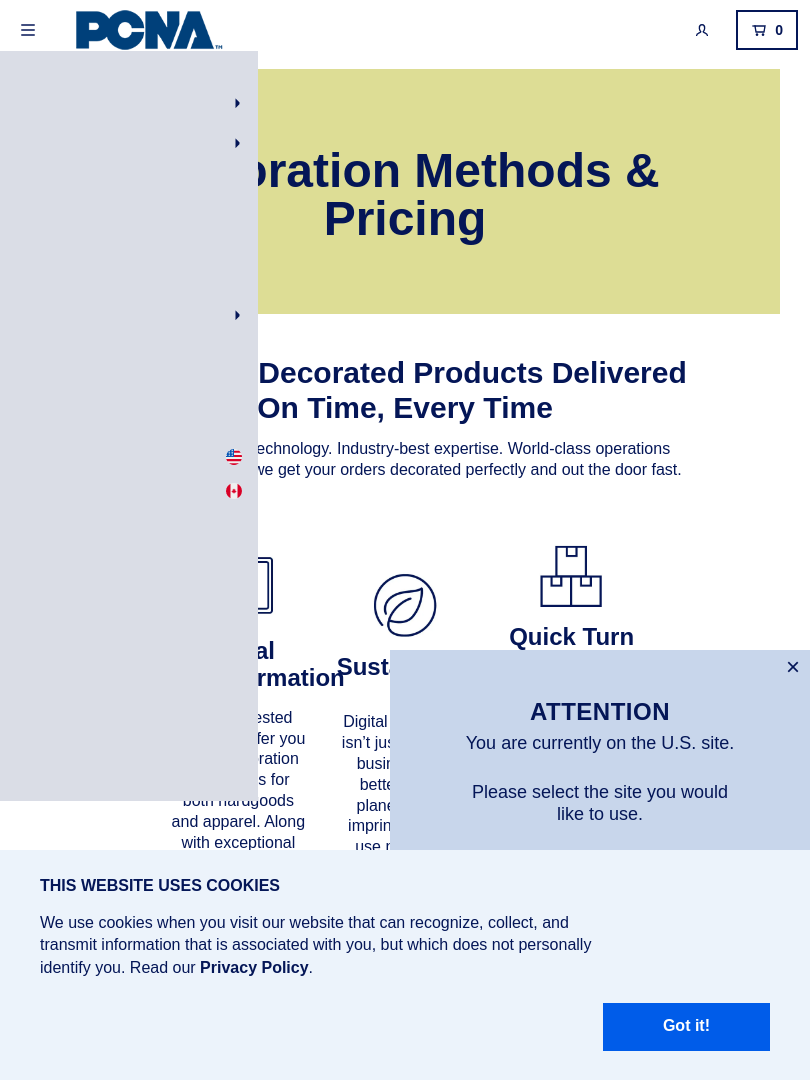 PCNA™
0
oration Methods &
Pricing
Decorated Products Delivered
On Time, Every Time
echnology. Industry-best expertise. World-class operations
we get your orders decorated perfectly and out the door fast.
Quick Turn
al
rmation
Susta
ested
fer you
eration
s for
both hardgoods
and apparel. Along
with exceptional
Digital
isn’t jus
busin
bette
plane
imprin
use
ATTENTION
You are currently on the U.S. site.
Please select the site you would
like to use.
THIS WEBSITE USES COOKIES
We use cookies when you visit our website that can recognize, collect, and
transmit information that is associated with you, but which does not personally
identify you. Read our Privacy Policy.
Got it!